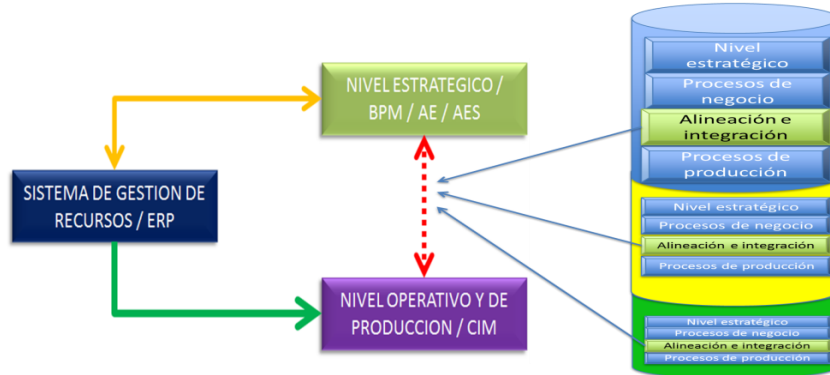 NIVEL ESTRATEGICO /
BPM / AE / AES
SISTEMA DE GESTION DE
RECURSOS / ERP
NIVEL OPERATIVO Y DE
PRODUCCION / CIM
Nivel
estratégico
Procesos de
negocio
Alineación e
integración
Procesos de
producción
Nivel estratégico
Procesos de negocio
Alineación e integración
Procesos de producción
Nivel estratégico
Procesos de negocio
Alineación e integración
Procesos de producción